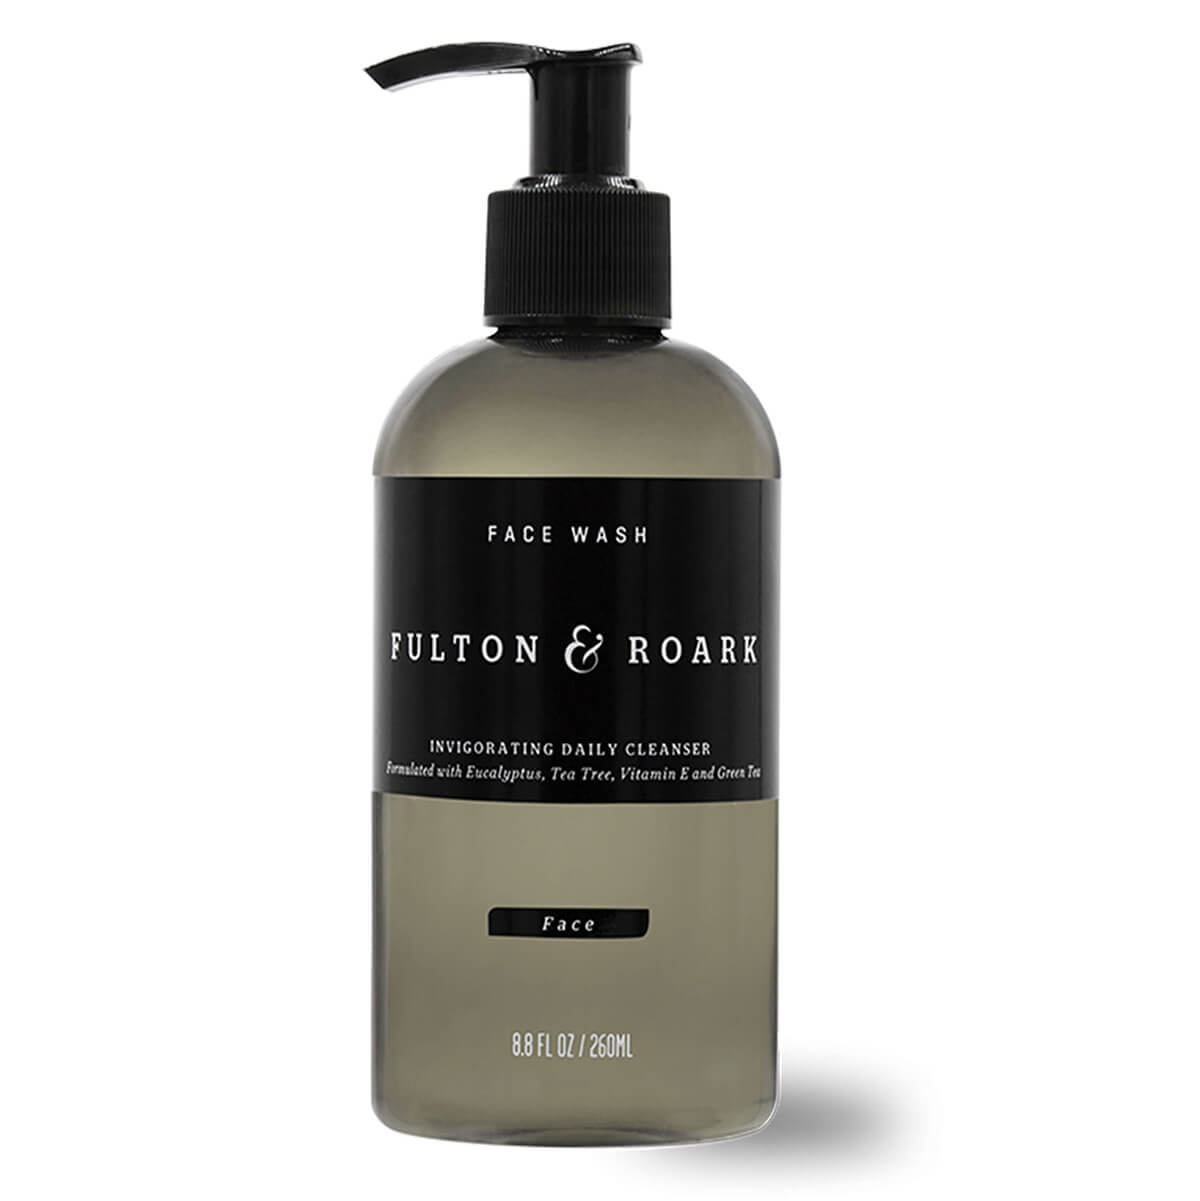 FACE WASH
FULTON & ROARK
INVIGORATING DAILY CLEANSER
Formulated with Eucalyptus, Tea Tree, Vitamin E and Green Tea
Face
8.8 FL OZ / 260ML